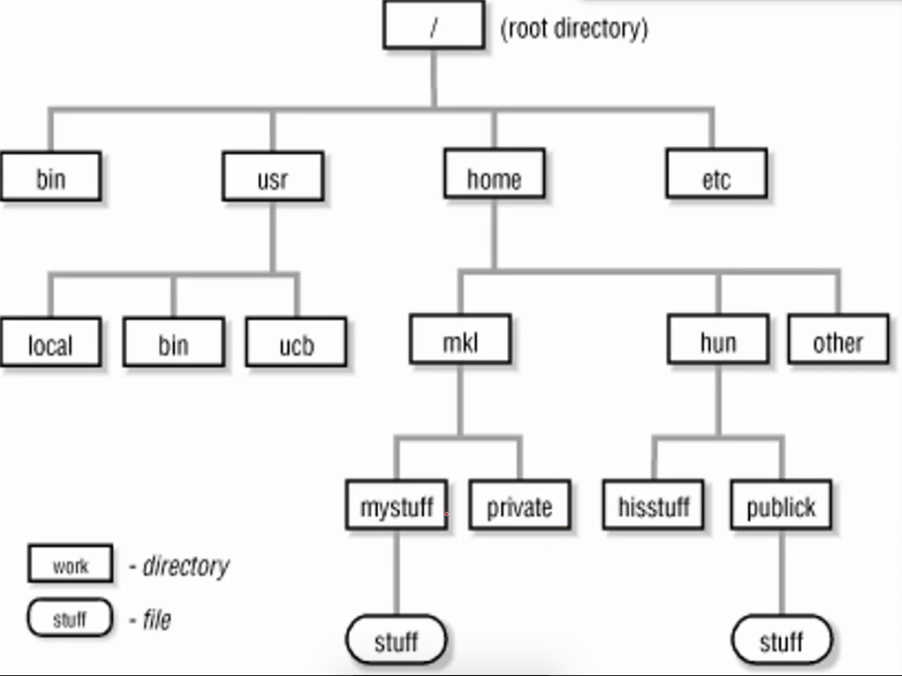 / (root directory)
bin usr home etc
local bin ucb mkl hun other
mystuff private hisstuff publick
work - directory
stuff - file
stuff stuff